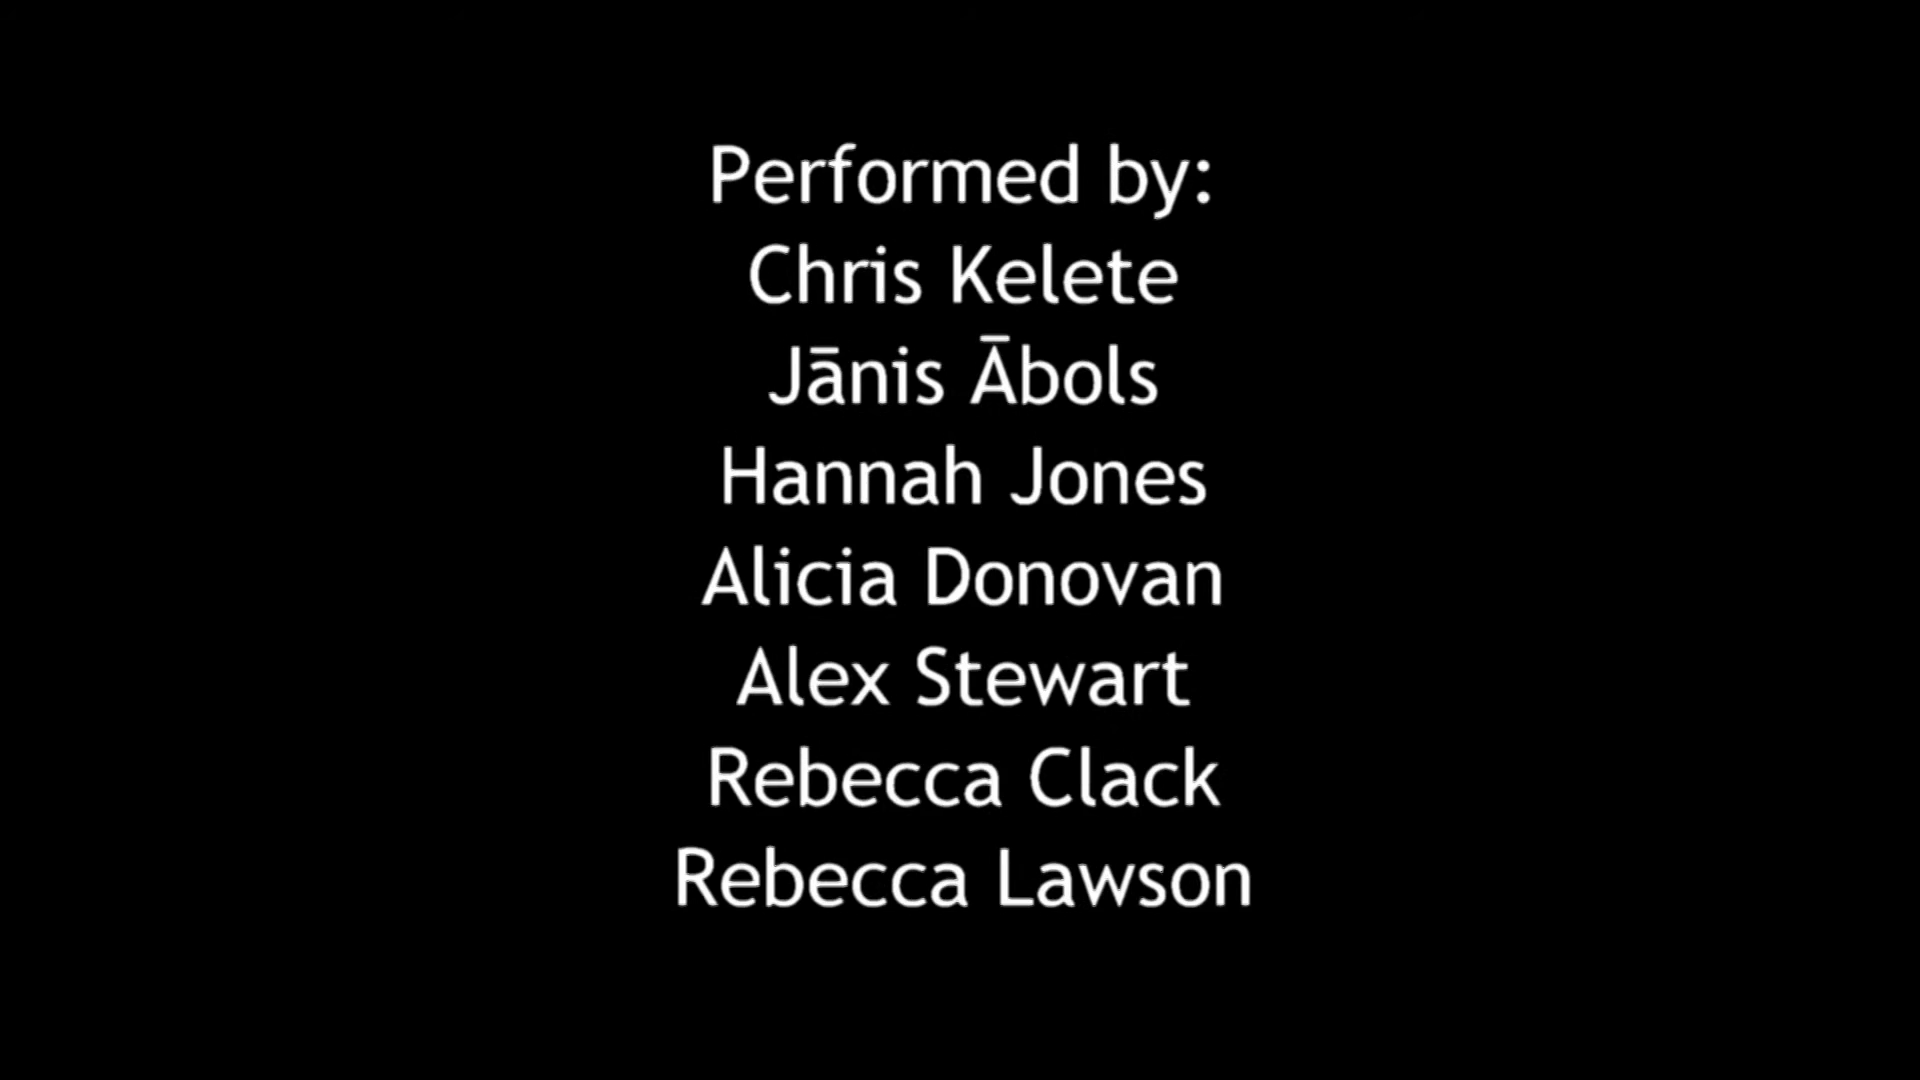 Performed by:
Chris Kelete
Jānis Ābols
Hannah Jones
Alicia Donovan
Alex Stewart
Rebecca Clack
Rebecca Lawson